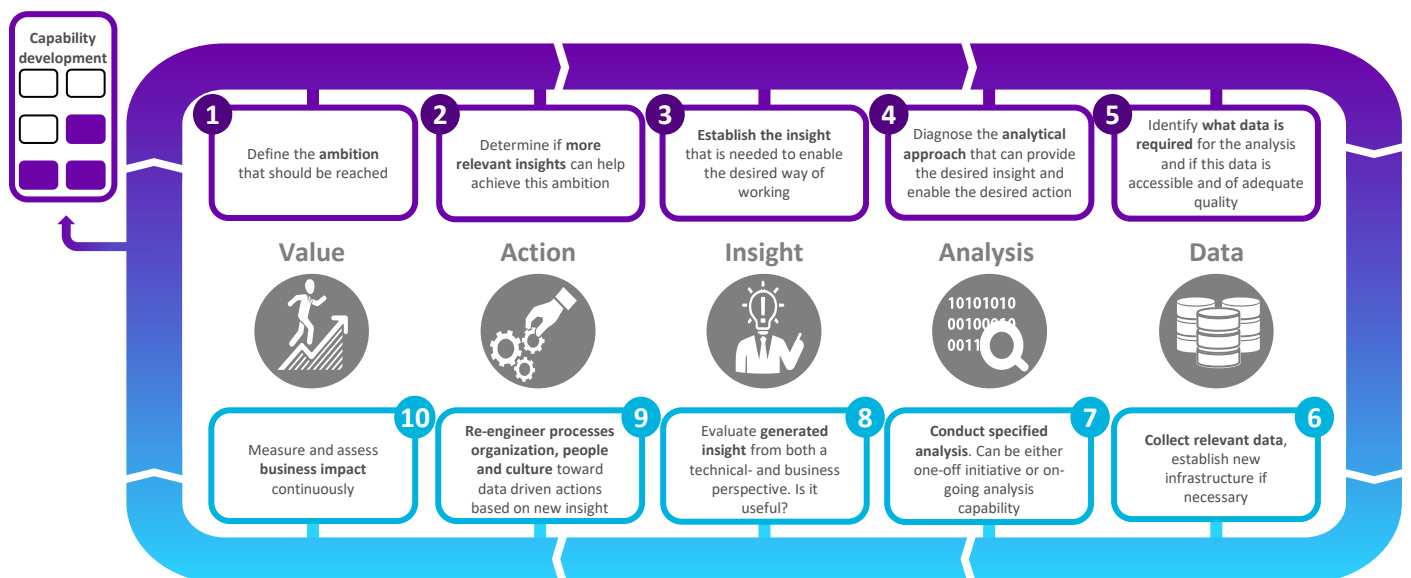 Capability
development
1
Define the ambition
that should be reached
2
Determine if more
relevant insights can help
achieve this ambition
3
Establish the insight
that is needed to enable
the desired way of
working
4
Diagnose the analytical
approach that can provide
the desired insight and
enable the desired action
5
Identify what data is
required for the analysis
and if this data is
accessible and of adequate
quality
Value
Action
Insight
Analysis
Data
10101010
00100010
0011
10
Measure and assess
business impact
continuously
9
Re-engineer processes
organization, people
and culture toward
data driven actions
based on new insight
8
Evaluate generated
insight from both a
technical- and business
perspective. Is it
useful?
7
Conduct specified
analysis. Can be either
one-off initiative or on-
going analysis
capability
6
Collect relevant data,
establish new
infrastructure if
necessary